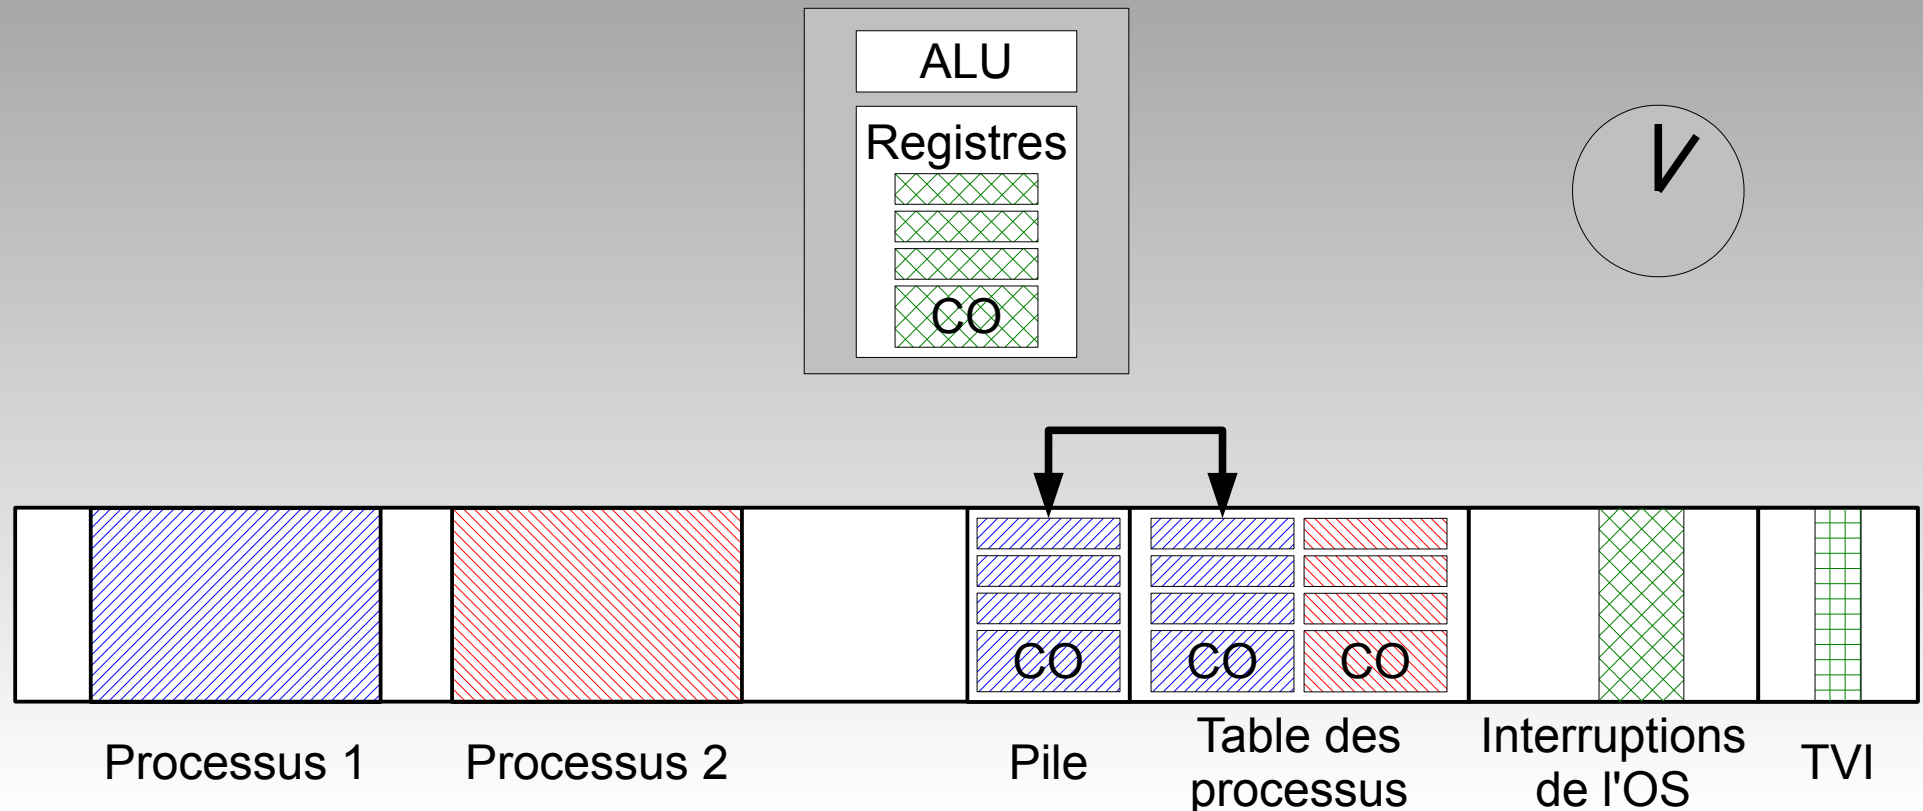 ALU
Registres
CO
CO
CO
CO
Processus 1
Processus 2
Pile
Table des
processus
Interruptions
de l'OS
TVI